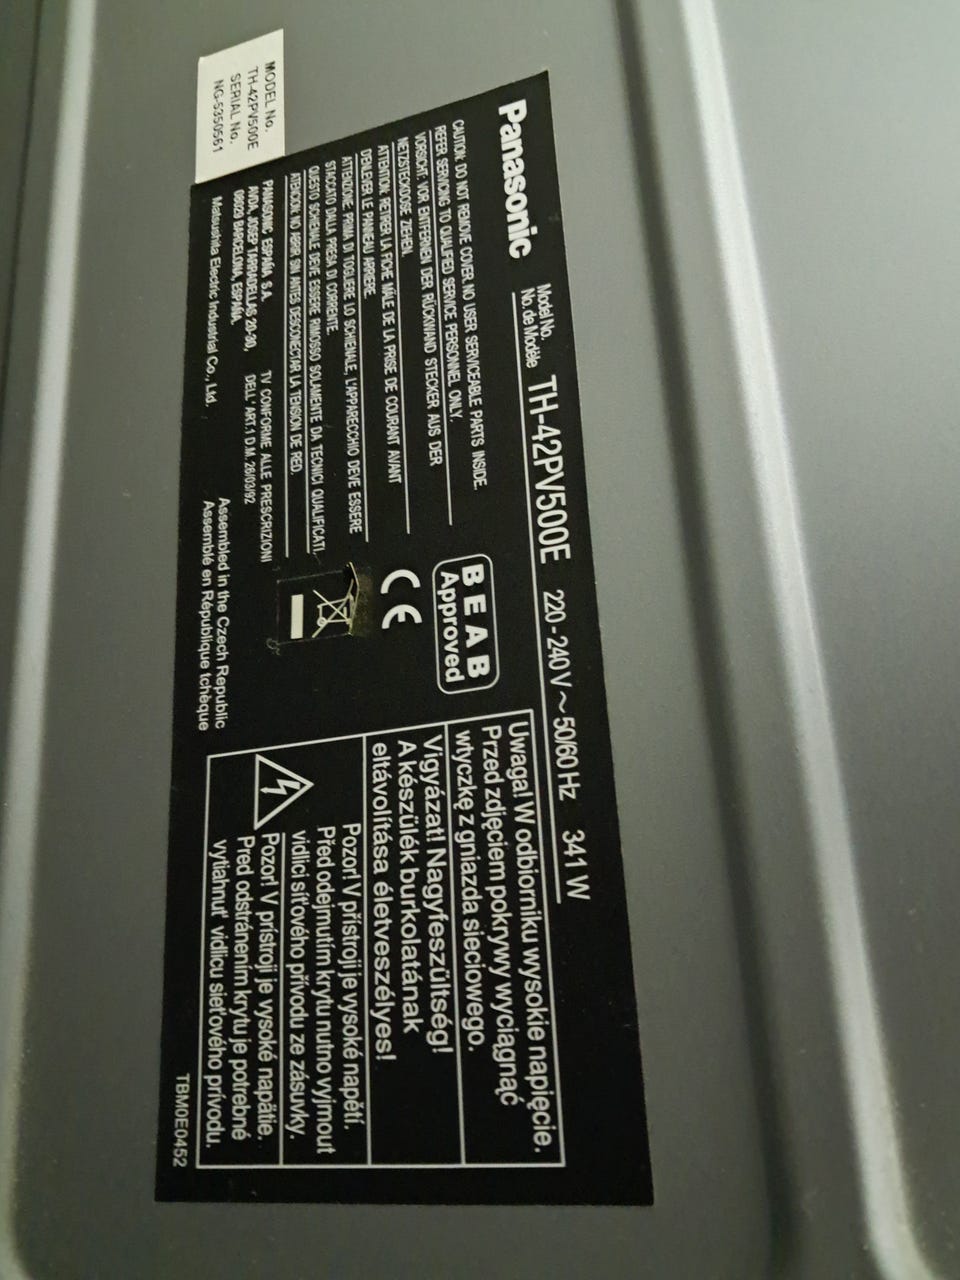 Panasonic
Model No.
No. de Modèle
TH-42PV500E 220-240V~50/60Hz 341W
CAUTION: DO NOT REMOVE COVER.NO USER SERVICEABLE PARTS INSIDE.
REFER SERVICING TO QUALIFIED SERVICE PERSONNEL ONLY.
VORSICHT: VOR ENTFERNEN DER RÜCKWAND STECKER AUS DER
NETZSTECKDOSE ZIEHEN.
ATTENTION: RETIRER LA FICHE MÂLE DE LA PRISE DE COURANT AVANT
D'ENLEVER LE PANNEAU ARRIERE.
ATTENZIONE: PRIMA DI TOGLIERE LO SCHIENALE, L'APPARECCHIO DEVE ESSERE
STACCATO DALLA PRESA DI CORRENTE.
QUESTO SCHIENALE DEVE ESSERE RIMOSSO SOLAMENTE DA TECNICI QUALIFICATI.
ATENCION: NO ABRIR SIN ANTES DESCONECTAR LA TENSION DE RED.
PANASONIC ESPAÑA S.A.
AVDA, JOSEP TARRADELLAS 20-30,
08029 BARCELONA, ESPAÑA.
TV CONFORME ALLE PRESCRIZIONI
DELL' ART.1 D.M. 26/03/92
Matsushita Electric Industrial Co., Ltd.
Assembled in the Czech Republic
Assemblé en République tchèque
BEAB
Approved
CE
Uwaga! W odbiorniku wysokie napięcie.
Przed zdjęciem pokrywy wyciągnąć
wtyczkę z gniazda sieciowego.
Vigyázat! Nagyfeszültség!
A készülék burkolatának
eltávolítása életveszélyes!
Pozor! V přístroji je vysoké napětí.
Před odejmutím krytu nutno vyjmout
vidlici síťového přívodu ze zásuvky.
Pozor! V prístroji je vysoké napätie.
Pred odstránením krytu je potrebné
vytiahnuť vidlicu sieťového prívodu.
TBM0E0452
MODEL No.
TH-42PV500E
SERIAL No.
NG-5350561